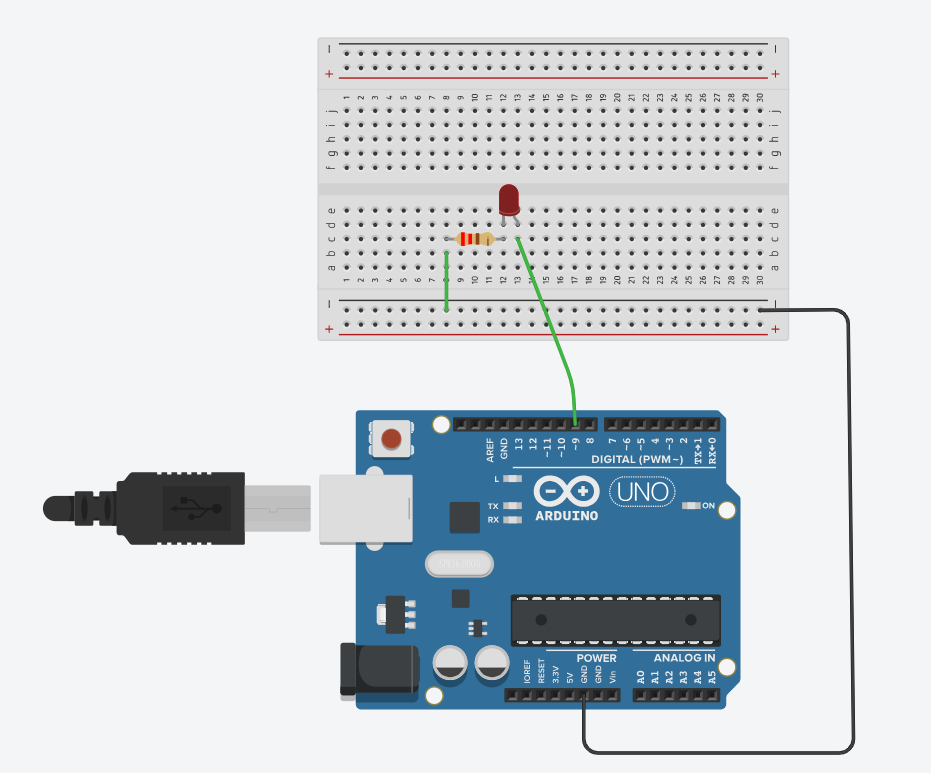 − −
+ +
1 2 3 4 5 6 7 8 9 10 11 12 13 14 15 16 17 18 19 20 21 22 23 24 25 26 27 28 29 30
j j
i i
h h
g g
f f
e e
d d
c c
b b
a a
1 2 3 4 5 6 7 8 9 10 11 12 13 14 15 16 17 18 19 20 21 22 23 24 25 26 27 28 29 30
− −
+ +
AREF GND 13 12 ~11 ~10 ~9 8 7 ~6 ~5 4 ~3 2 TX→1 RX←0
DIGITAL (PWM~)
L
TX
RX
ARDUINO
UNO
ON
POWER
ANALOG IN
IOREF RESET 3.3V 5V GND GND Vin A0 A1 A2 A3 A4 A5